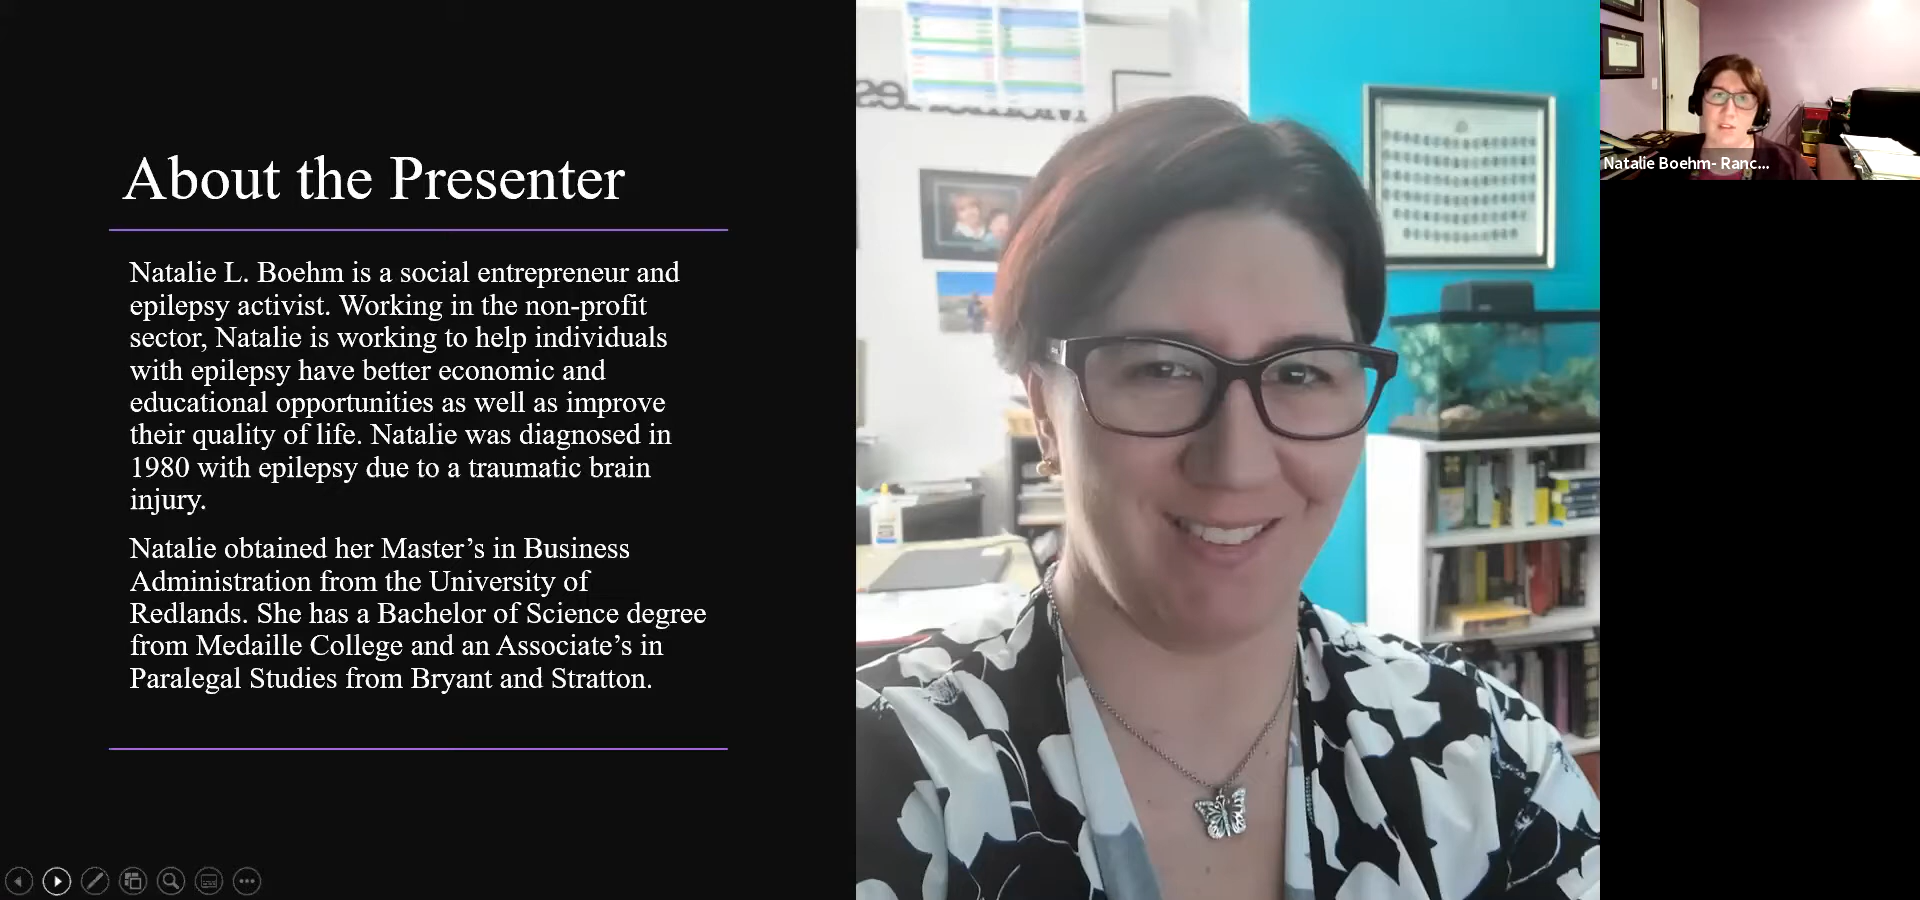 About the Presenter
Natalie L. Boehm is a social entrepreneur and
epilepsy activist. Working in the non-profit
sector, Natalie is working to help individuals
with epilepsy have better economic and
educational opportunities as well as improve
their quality of life. Natalie was diagnosed in
1980 with epilepsy due to a traumatic brain
injury.
Natalie obtained her Master’s in Business
Administration from the University of
Redlands. She has a Bachelor of Science degree
from Medaille College and an Associate’s in
Paralegal Studies from Bryant and Stratton.
Natalie Boehm- Ranc...